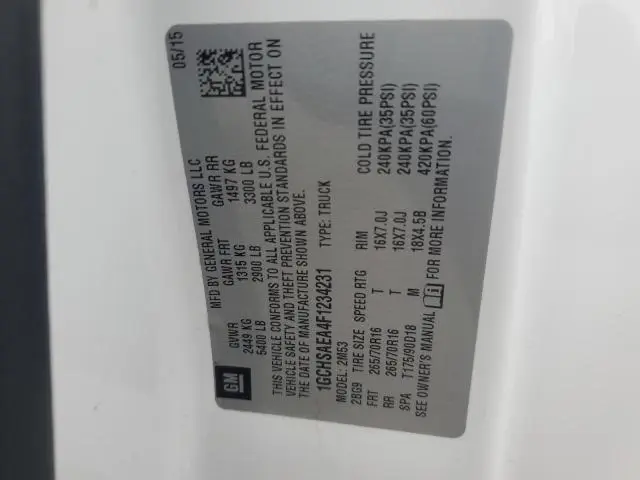 05/15
MFD BY GENERAL MOTORS LLC
GVWR GAWR FRT GAWR RR
2449 KG 1315 KG 1497 KG
5400 LB 2900 LB 3300 LB
THIS VEHICLE CONFORMS TO ALL APPLICABLE U.S. FEDERAL MOTOR
VEHICLE SAFETY AND THEFT PREVENTION STANDARDS IN EFFECT ON
THE DATE OF MANUFACTURE SHOWN ABOVE.
GM
1GCHSAEA4F1234231 TYPE: TRUCK
MODEL: 2M53
2BG9 TIRE SIZE SPEED RTG RIM COLD TIRE PRESSURE
FRT 265/70R16 T 16X7.0J 240KPA(35PSI)
RR 265/70R16 T 16X7.0J 240KPA(35PSI)
SPA T175/90D18 M 18X4.5B 420KPA(60PSI)
SEE OWNER'S MANUAL FOR MORE INFORMATION.